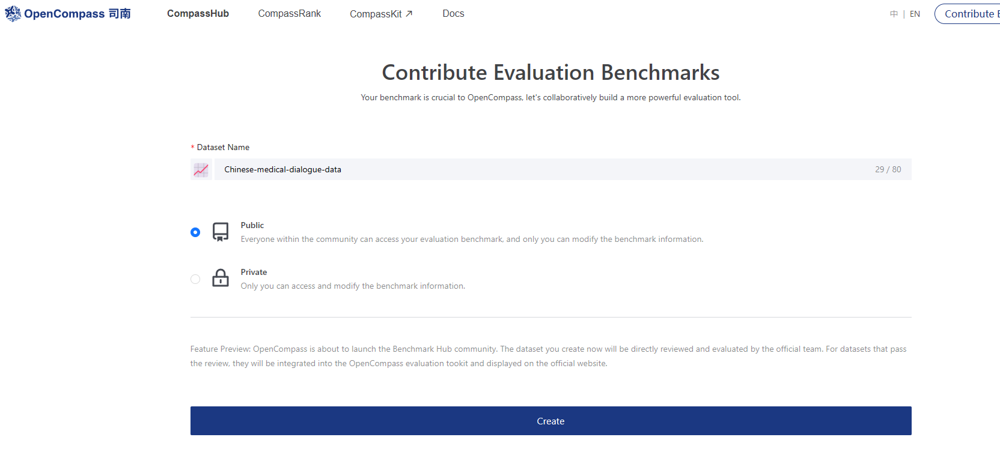 OpenCompass 司南 CompassHub CompassRank CompassKit ↗ Docs 中 | EN Contribute E
Contribute Evaluation Benchmarks
Your benchmark is crucial to OpenCompass, let's collaboratively build a more powerful evaluation tool.
* Dataset Name
Chinese-medical-dialogue-data 29 / 80
Public
Everyone within the community can access your evaluation benchmark, and only you can modify the benchmark information.
Private
Only you can access and modify the benchmark information.
Feature Preview: OpenCompass is about to launch the Benchmark Hub community. The dataset you create now will be directly reviewed and evaluated by the official team. For datasets that pass
the review, they will be integrated into the OpenCompass evaluation tookit and displayed on the official website.
Create